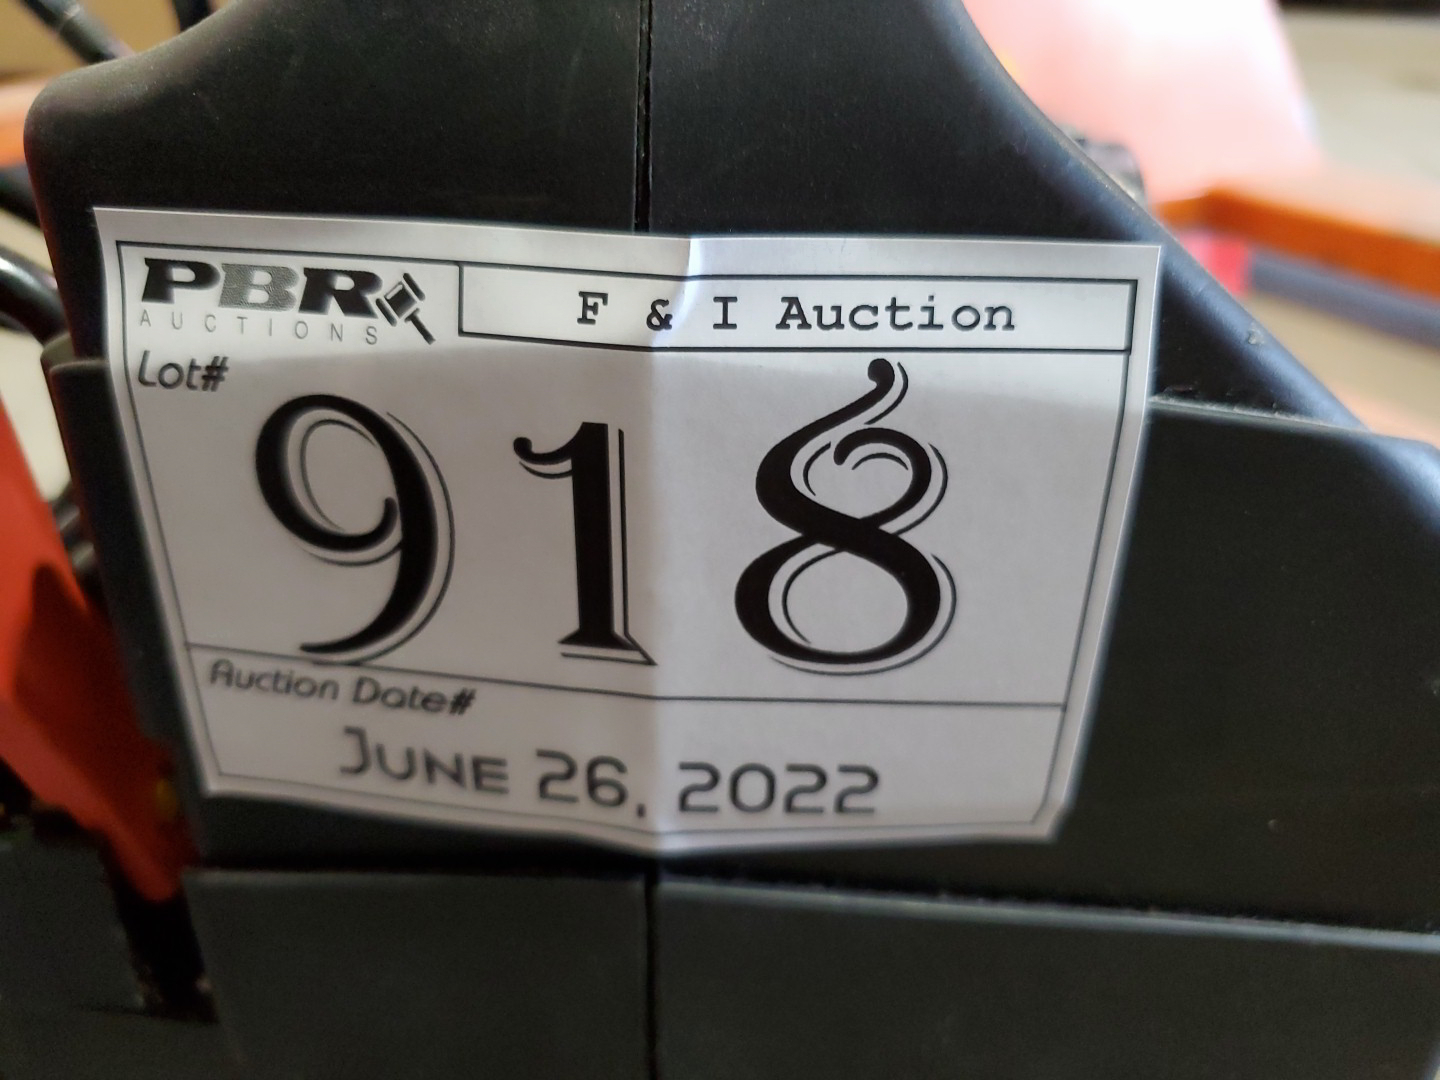 PBR
AUCTIONS
F & I Auction
Lot#
918
Auction Date#
June 26, 2022